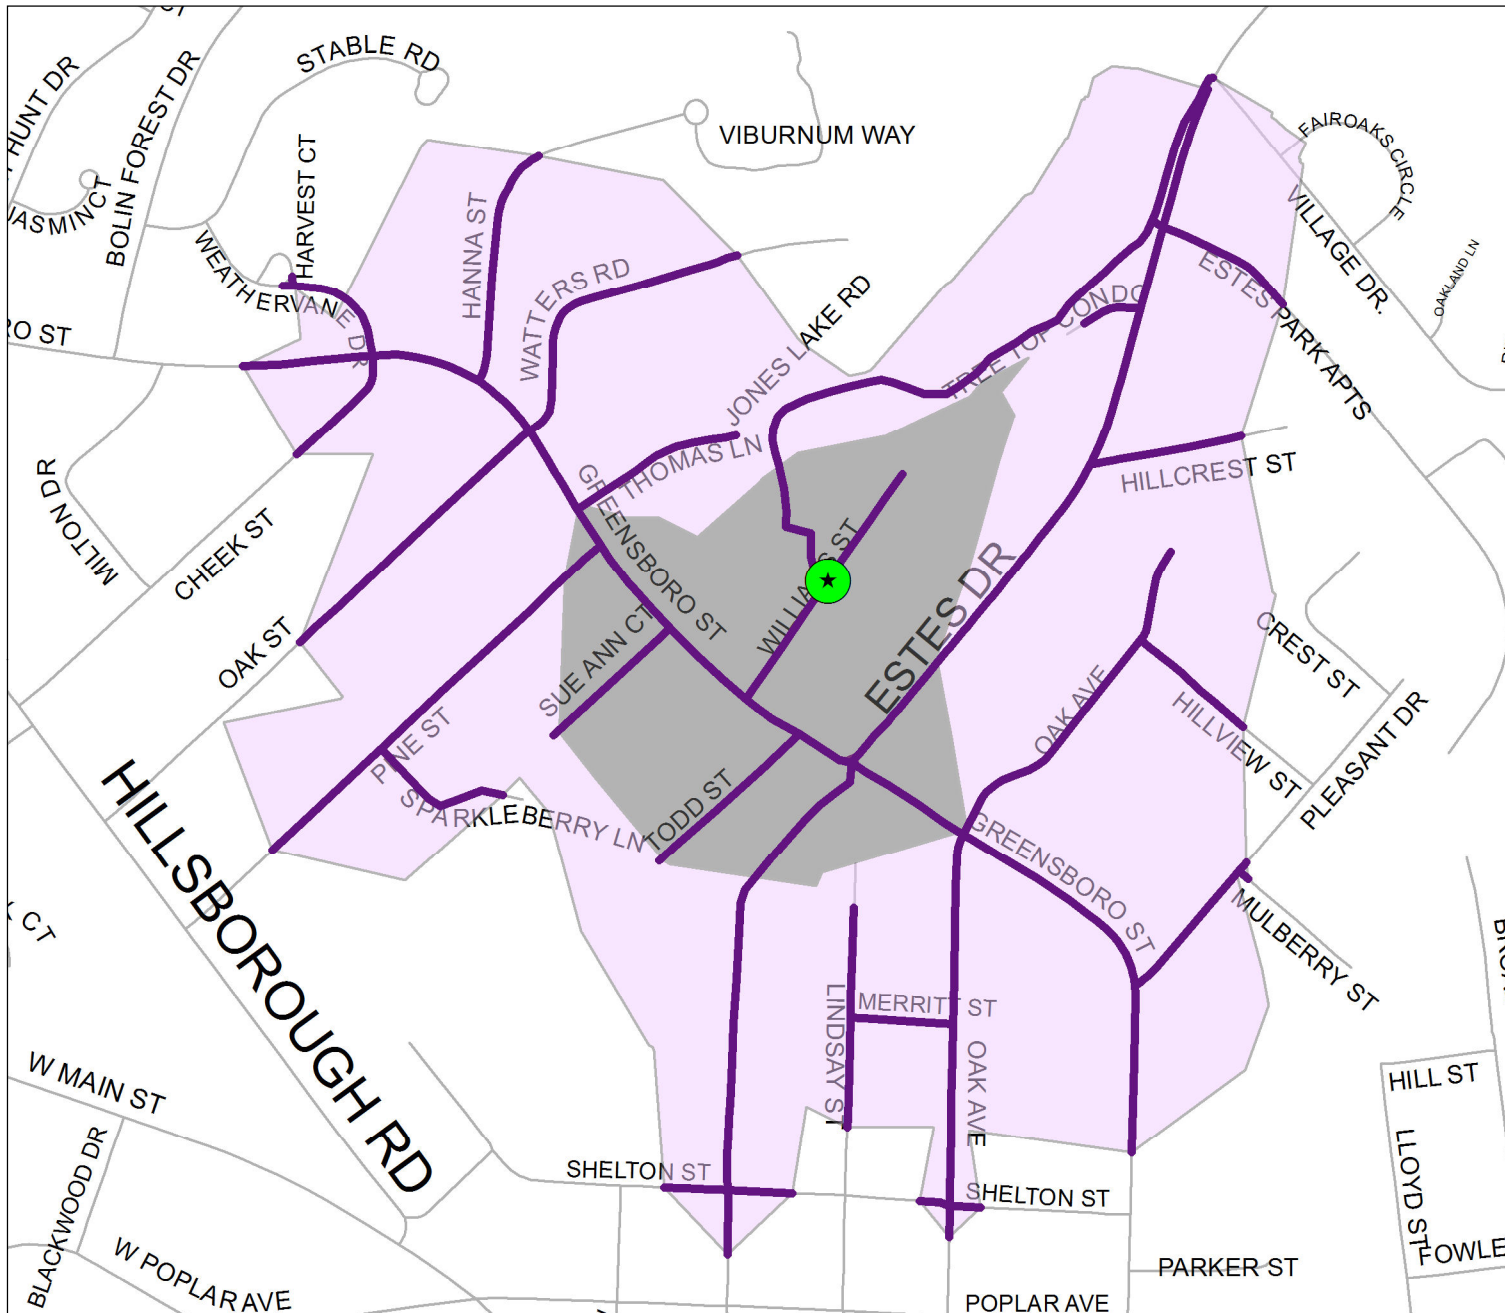 CT
STABLE RD
HUNT DR
BOLIN FOREST DR
VIBURNUM WAY
FAIROAKS CIRCLE
HARVEST CT
JASMIN CT
HANNA ST
VILLAGE DR.
WEATHERVANE DR
WATTERS RD
ESTES PARK APTS
OAKLAND LN
RO ST
JONES LAKE RD
TREE TOP CONDO
THOMAS LN
HILLCREST ST
MILTON DR
GREENSBORO ST
CHEEK ST
WILLIAMS ST
ESTES DR
OAK ST
SUE ANN CT
CREST ST
OAK AVE
HILLVIEW ST
PLEASANT DR
PINE ST
SPARKLEBERRY LN
TODD ST
HILLSBOROUGH RD
GREENSBORO ST
MULBERRY ST
K CT
LINDSAY ST
MERRITT ST
OAK AVE
W MAIN ST
HILL ST
LLOYD ST
BLACKWOOD DR
SHELTON ST
SHELTON ST
W POPLAR AVE
PARKER ST
FOWLE
POPLAR AVE